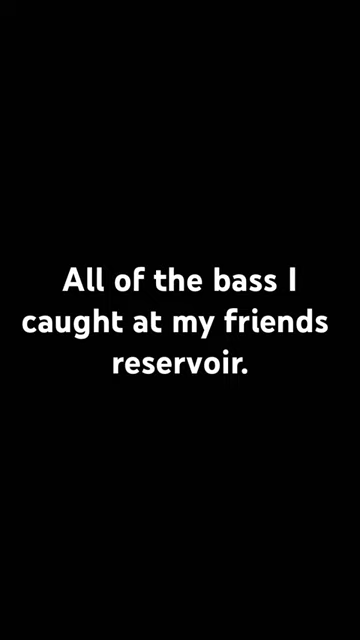 All of the bass I
caught at my friends
reservoir.